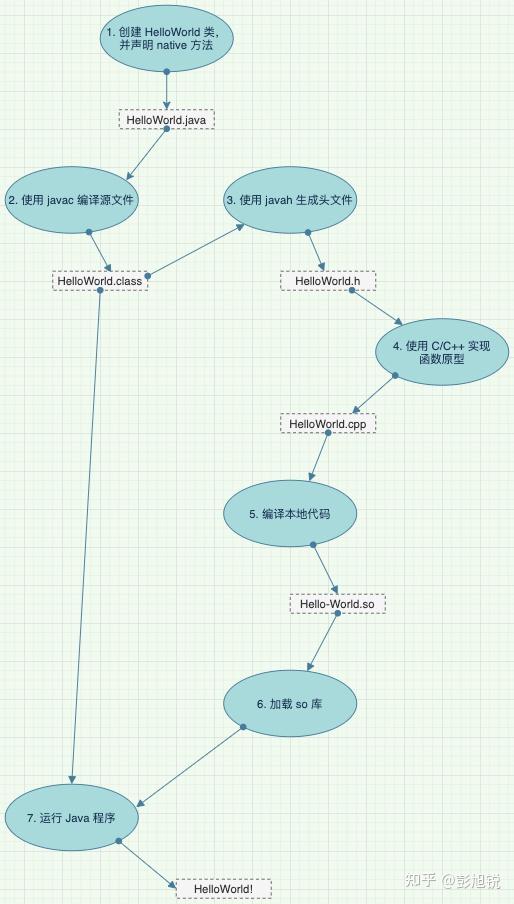 1. 创建 HelloWorld 类，
并声明 native 方法
HelloWorld.java
2. 使用 javac 编译源文件
3. 使用 javah 生成头文件
HelloWorld.class
HelloWorld.h
4. 使用 C/C++ 实现
函数原型
HelloWorld.cpp
5. 编译本地代码
Hello-World.so
6. 加载 so 库
7. 运行 Java 程序
HelloWorld!
知乎 @彭旭锐